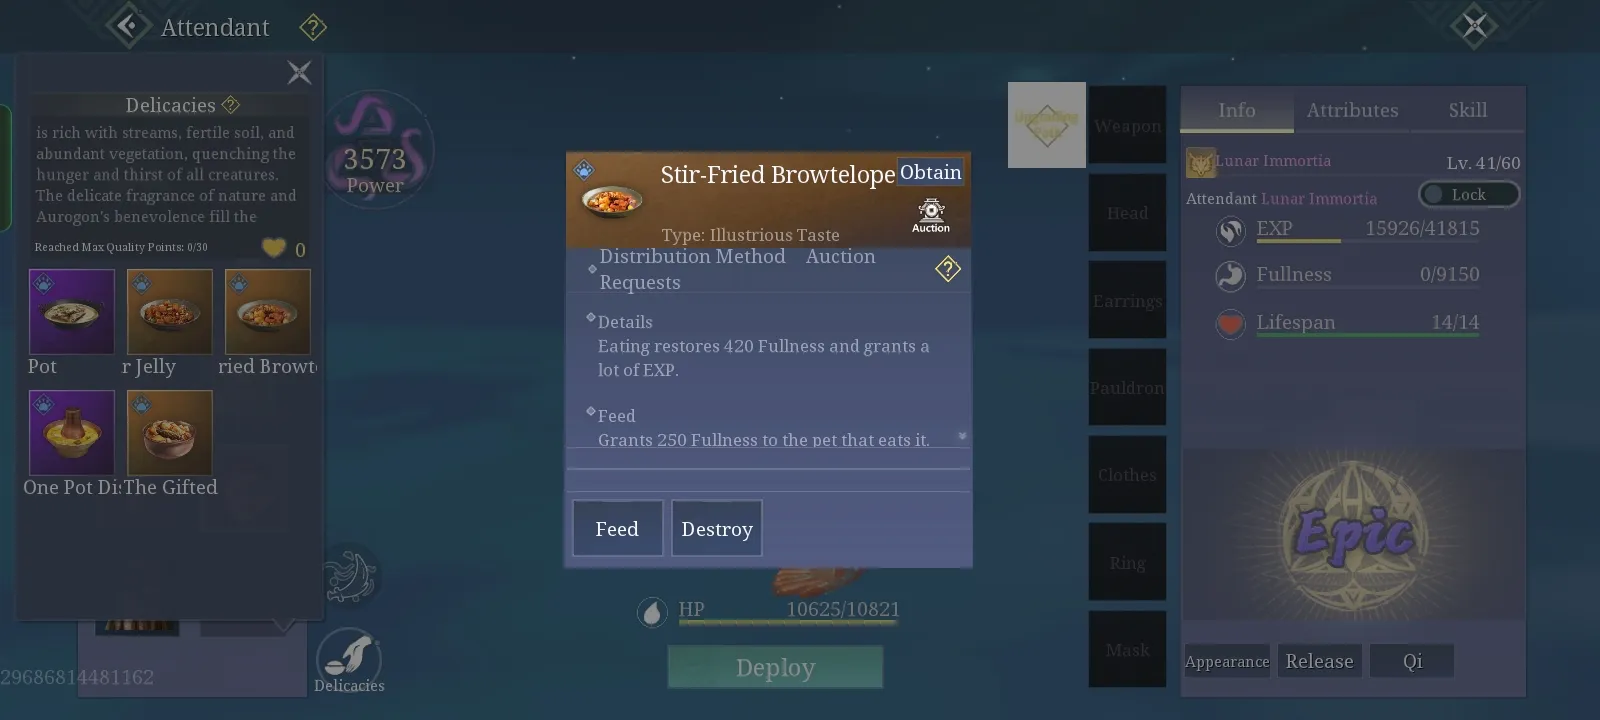 Attendant
Delicacies
is rich with streams, fertile soil, and
abundant vegetation, quenching the
hunger and thirst of all creatures.
The delicate fragrance of nature and
Aurogon's benevolence fill the
Reached Max Quality Points: 0/30
0
Pot
r Jelly
ried Browt
One Pot Di
The Gifted
29686814481162
Delicacies
3573
Power
Stir-Fried Browtelope
Obtain
Auction
Type: Illustrious Taste
Distribution Method Auction
Requests
Details
Eating restores 420 Fullness and grants a
lot of EXP.
Feed
Grants 250 Fullness to the pet that eats it.
Feed
Destroy
HP 10625/10821
Deploy
Weapon
Head
Earrings
Pauldron
Clothes
Ring
Mask
Info
Attributes
Skill
Lunar Immortia
Lv. 41/60
Attendant Lunar Immortia
Lock
EXP 15926/41815
Fullness 0/9150
Lifespan 14/14
Epic
Appearance
Release
Qi